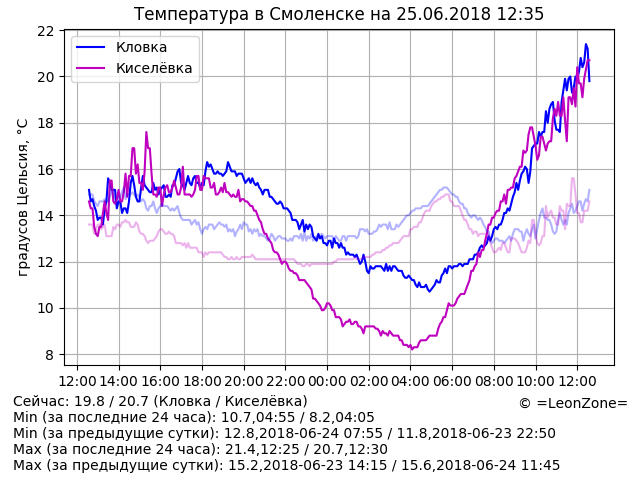 Температура в Смоленске на 25.06.2018 12:35
Кловка
Киселёвка
градусов Цельсия, °C
22
20
18
16
14
12
10
8
12:00 14:00 16:00 18:00 20:00 22:00 00:00 02:00 04:00 06:00 08:00 10:00 12:00
Сейчас: 19.8 / 20.7 (Кловка / Киселёвка)
© =LeonZone=
Min (за последние 24 часа): 10.7,04:55 / 8.2,04:05
Min (за предыдущие сутки): 12.8,2018-06-24 07:55 / 11.8,2018-06-23 22:50
Max (за последние 24 часа): 21.4,12:25 / 20.7,12:30
Max (за предыдущие сутки): 15.2,2018-06-23 14:15 / 15.6,2018-06-24 11:45